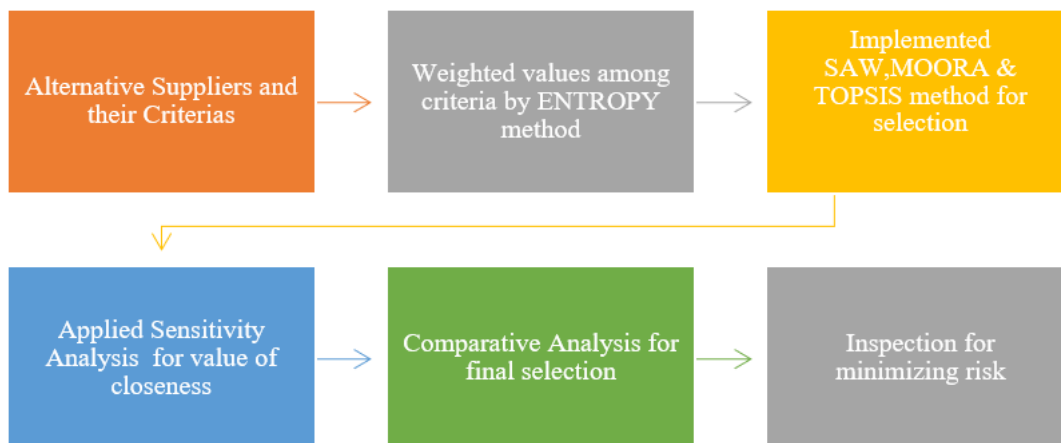 Alternative Suppliers and
their Criterias
Weighted values among
criteria by ENTROPY
method
Implemented
SAW,MOORA &
TOPSIS method for
selection
Applied Sensitivity
Analysis for value of
closeness
Comparative Analysis for
final selection
Inspection for
minimizing risk